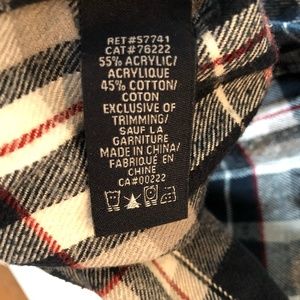 RET#57741
CAT#76222
55% ACRYLIC/
ACRYLIQUE
45% COTTON/
COTON
EXCLUSIVE OF
TRIMMING/
SAUF LA
GARNITURE
MADE IN CHINA/
FABRIQUÉ EN
CHINE
CA#00222